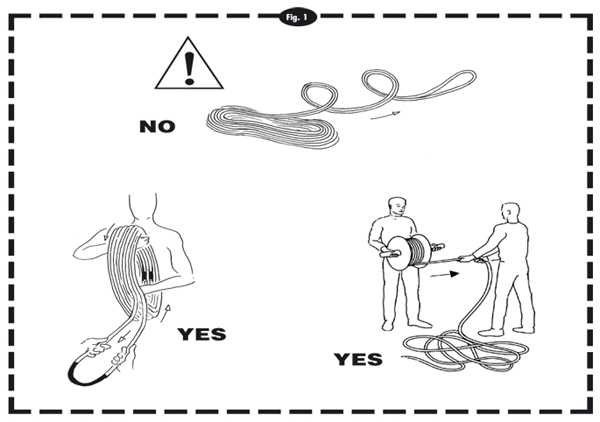 Fig. 1
NO
YES
YES